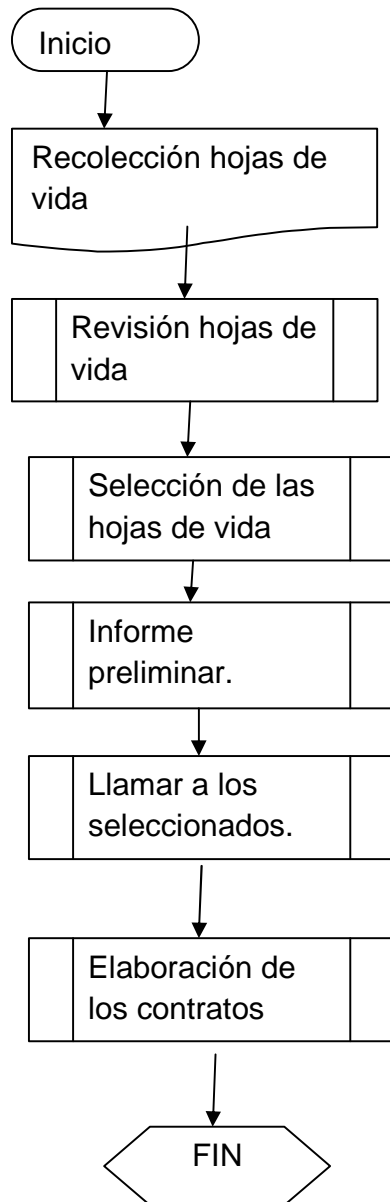 Inicio
Recolección hojas de
vida
Revisión hojas de
vida
Selección de las
hojas de vida
Informe
preliminar.
Llamar a los
seleccionados.
Elaboración de
los contratos
FIN